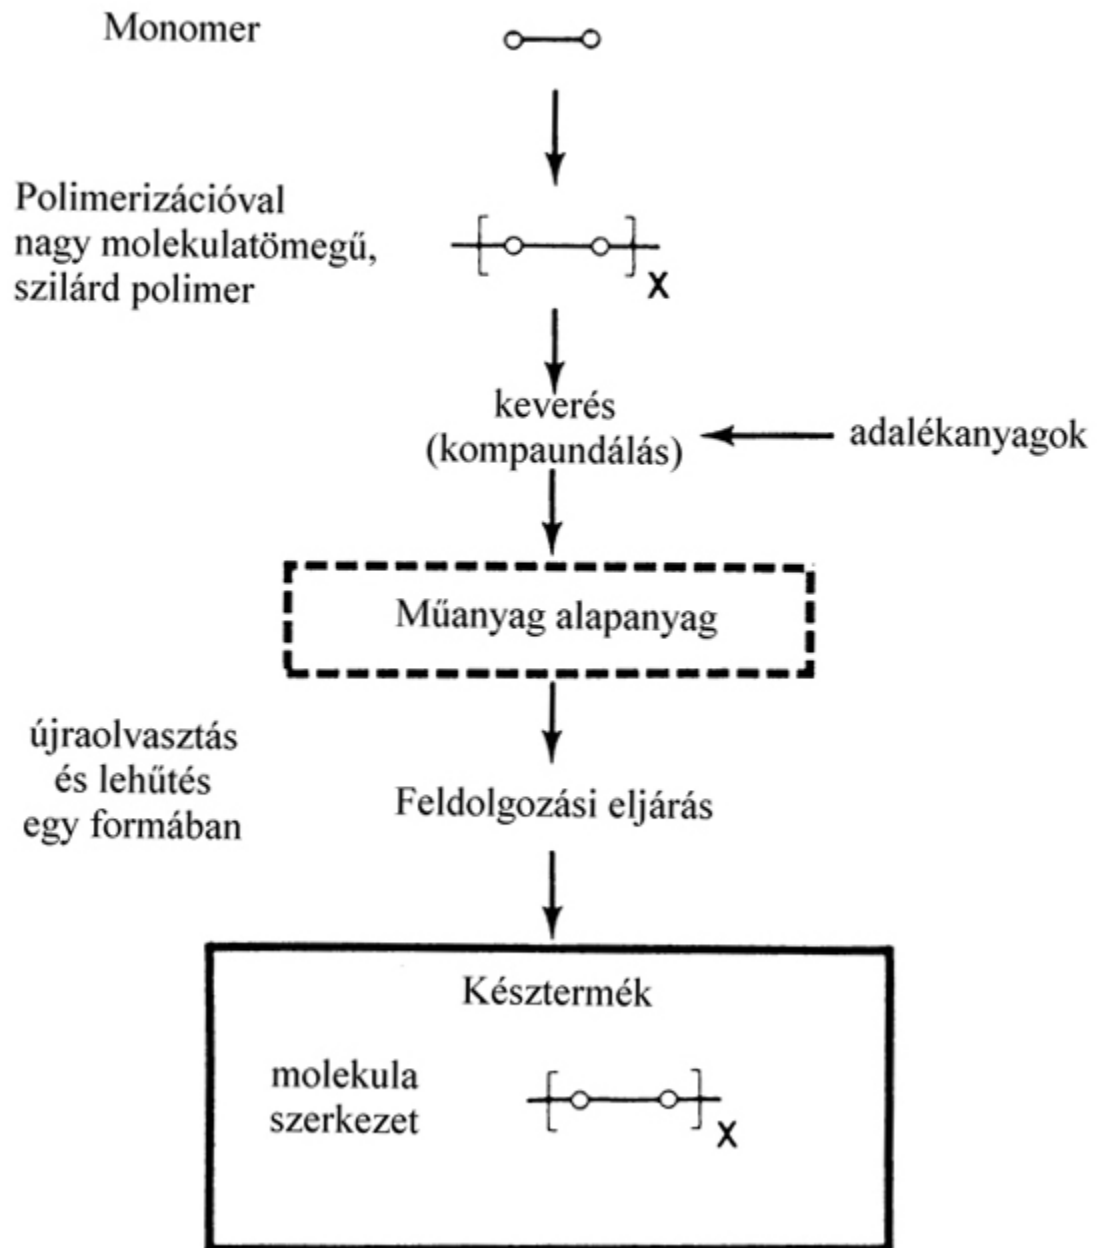 Monomer
Polimerizációval
nagy molekulatömegű,
szilárd polimer
X
keverés
(kompaundálás)
adalékanyagok
Műanyag alapanyag
újraolvasztás
és lehűtés
egy formában
Feldolgozási eljárás
Késztermék
molekula
szerkezet
X